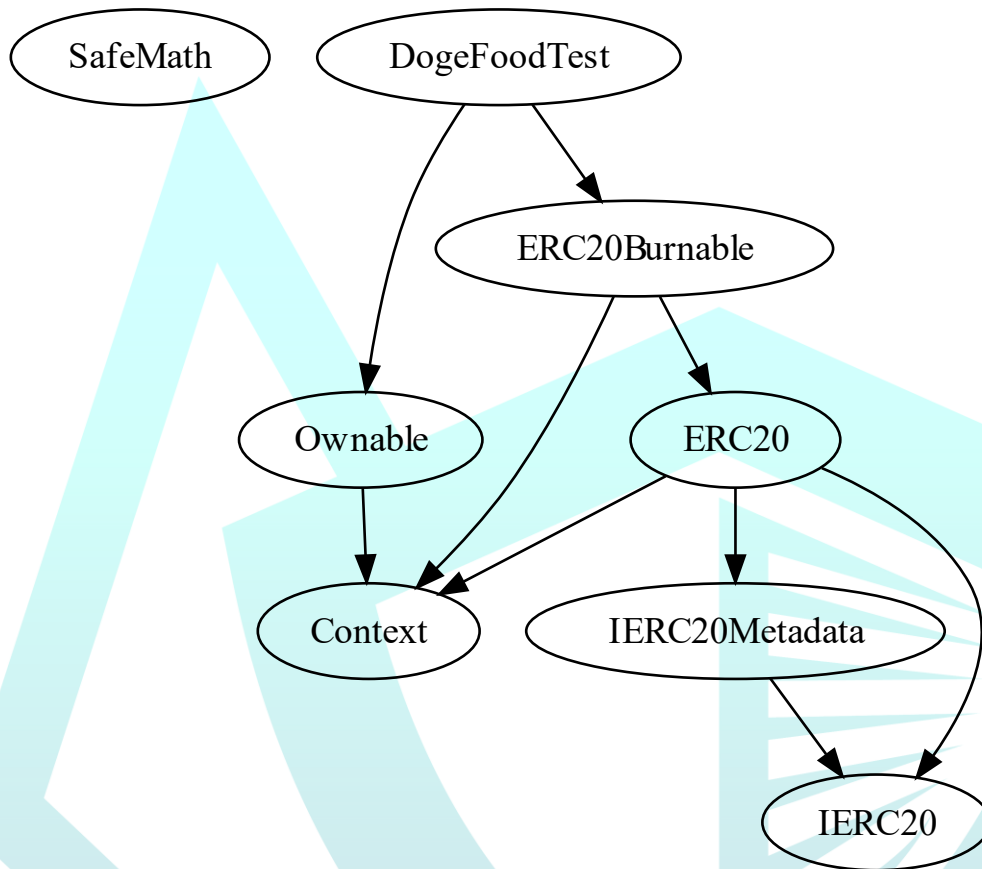 SafeMath
DogeFoodTest
ERC20Burnable
Ownable
ERC20
Context
IERC20Metadata
IERC20